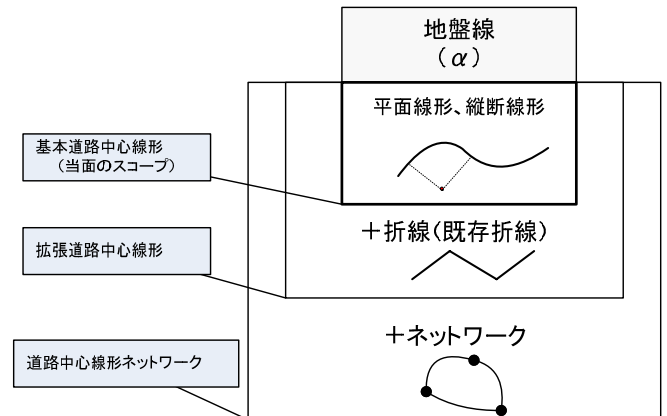 地盤線
(α)
平面線形、縦断線形
基本道路中心線形
(当面のスコープ)
+折線(既存折線)
拡張道路中心線形
+ネットワーク
道路中心線形ネットワーク